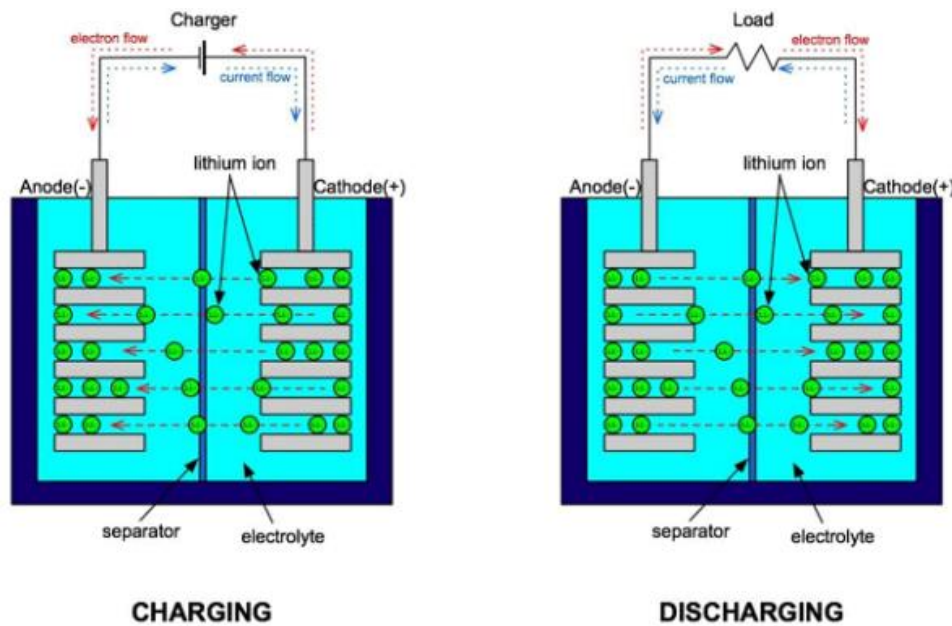 Charger
electron flow
current flow
lithium ion
Anode(-)
Cathode(+)
separator
electrolyte
CHARGING
Load
electron flow
current flow
lithium ion
Anode(-)
Cathode(+)
separator
electrolyte
DISCHARGING